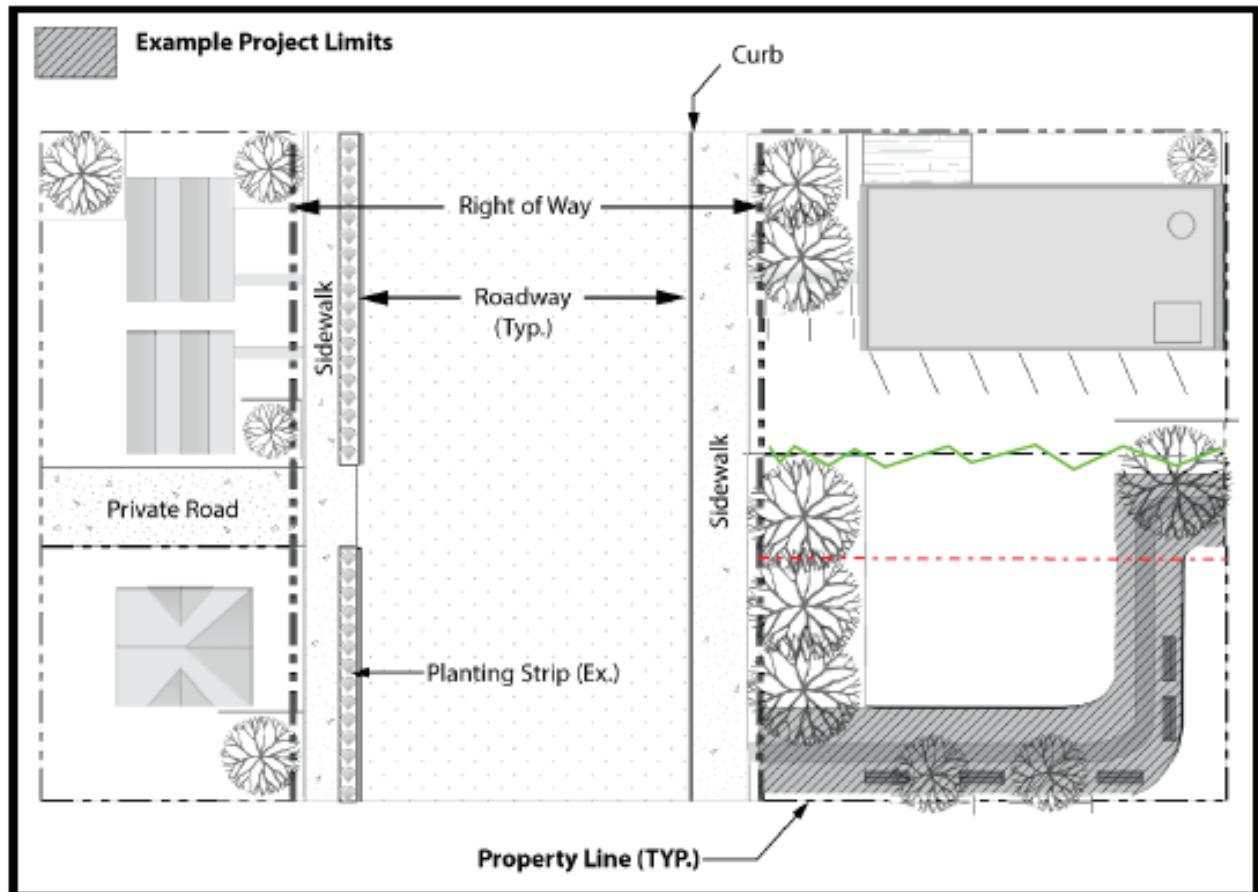 Example Project Limits
Curb
Right of Way
Roadway
(Typ.)
Sidewalk
Sidewalk
Private Road
Planting Strip (Ex.)
Property Line (TYP.)